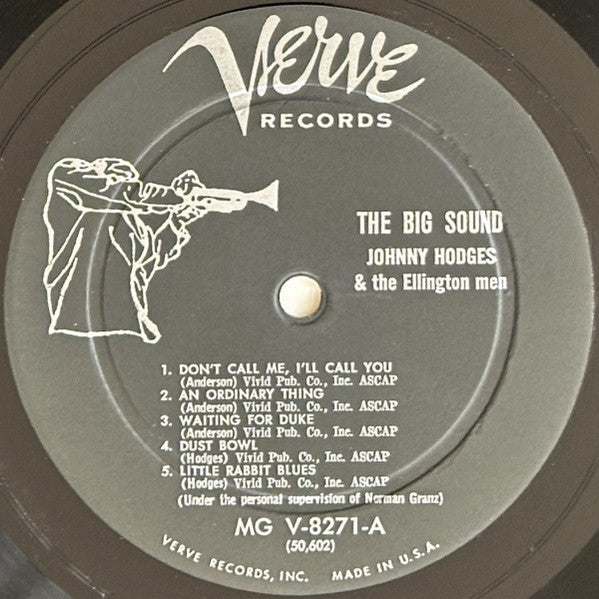 Verve
RECORDS
THE BIG SOUND
JOHNNY HODGES
& the Ellington men
1. DON'T CALL ME, I'LL CALL YOU
(Anderson) Vivid Pub. Co., Inc. ASCAP
2. AN ORDINARY THING
(Anderson) Vivid Pub. Co., Inc. ASCAP
3. WAITING FOR DUKE
(Anderson) Vivid Pub. Co., Inc. ASCAP
4. DUST BOWL
(Hodges) Vivid Pub. Co., Inc. ASCAP
5. LITTLE RABBIT BLUES
(Hodges) Vivid Pub. Co., Inc. ASCAP
(Under the personal supervision of Norman Granz)
MG V-8271-A
(50,602)
VERVE RECORDS, INC. MADE IN U.S.A.